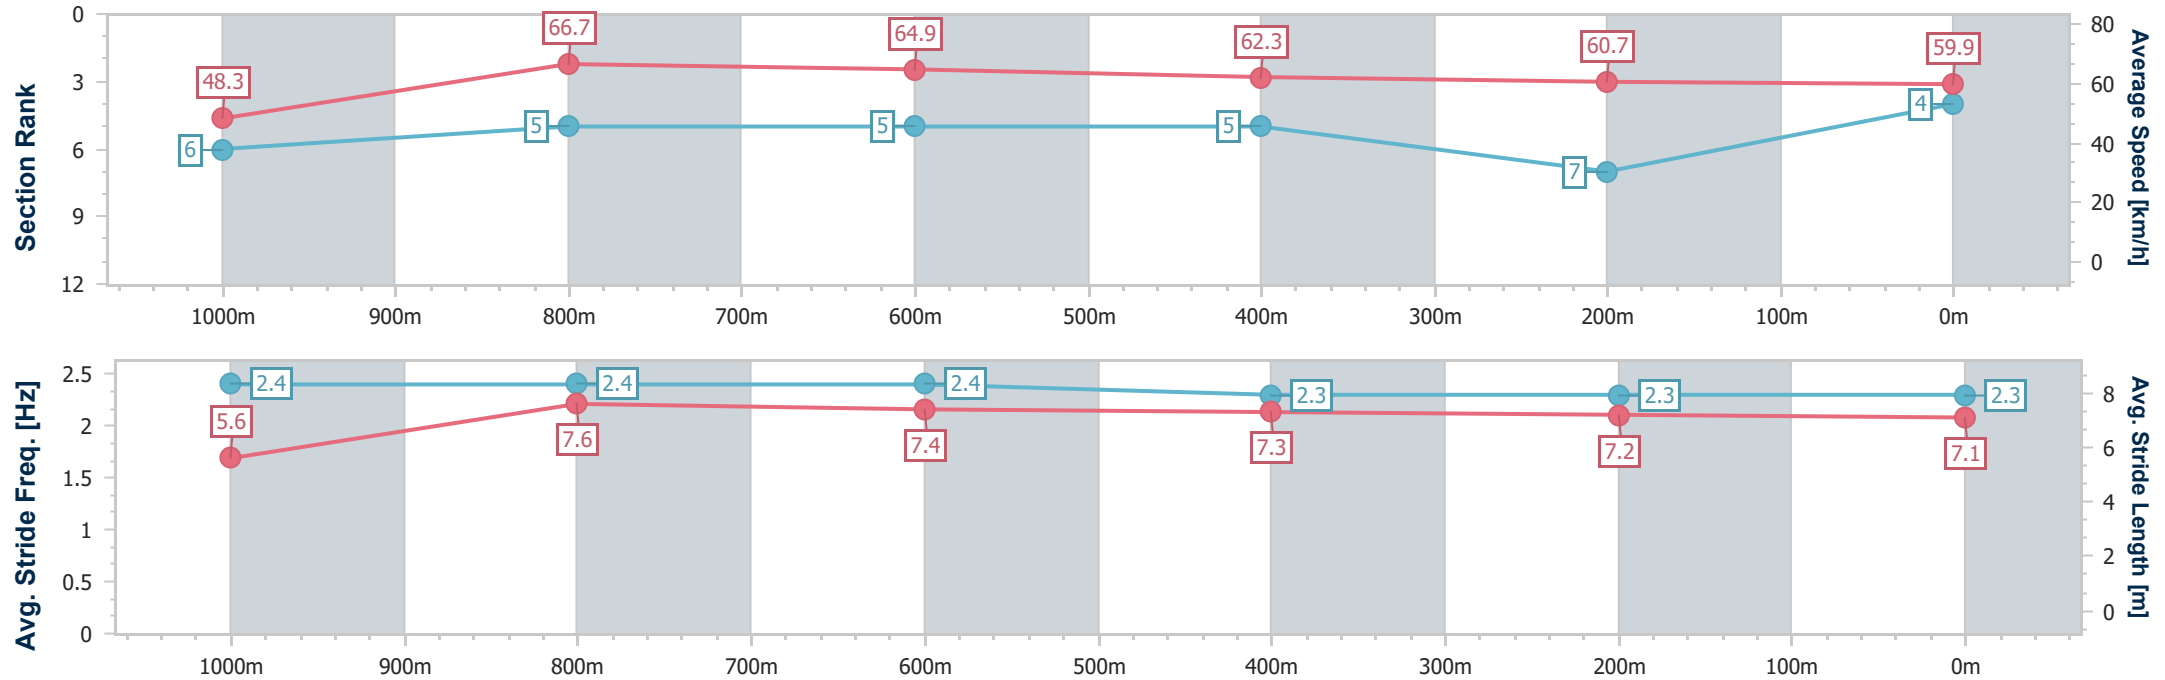 Section Rank
0
3
6
9
12
48.3
66.7
64.9
62.3
60.7
59.9
6
5
5
5
7
4
80
60
40
20
0
Average Speed [km/h]
1000m
900m
800m
700m
600m
500m
400m
300m
200m
100m
0m
Avg. Stride Freq. [Hz]
2.5
2
1.5
1
0.5
0
2.4
2.4
2.4
2.3
2.3
2.3
5.6
7.6
7.4
7.3
7.2
7.1
8
6
4
2
0
Avg. Stride Length [m]
1000m
900m
800m
700m
600m
500m
400m
300m
200m
100m
0m